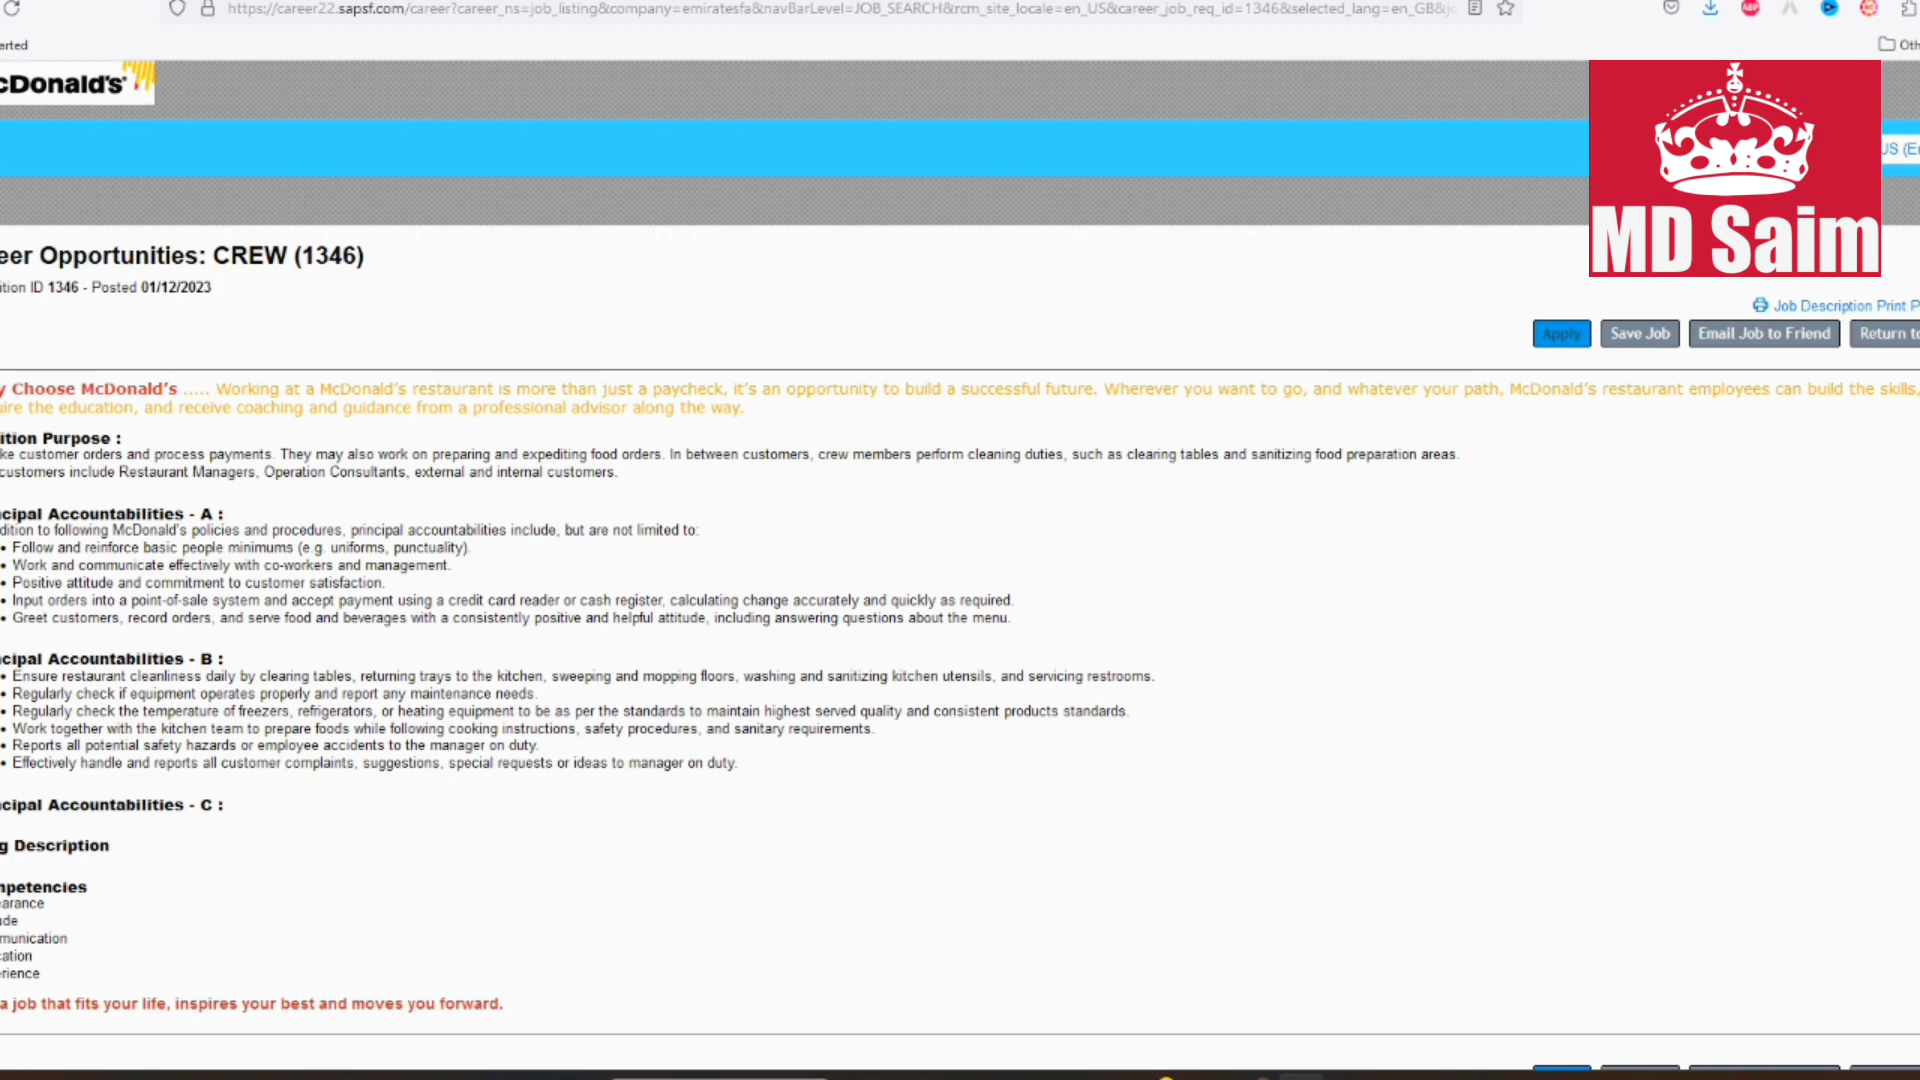 https://career22.sapsf.com/career?career_ns=job_listing&company=emiratesfa&navBarLevel=JOB_SEARCH&rcm_site_locale=en_US&career_job_req_id=1346&selected_lang=en_GB&jo
arted
Oth
cDonald's
US (En
MD Saim
eer Opportunities: CREW (1346)
ition ID 1346 - Posted 01/12/2023
Job Description Print P
Apply Save Job Email Job to Friend Return to
y Choose McDonald's ..... Working at a McDonald's restaurant is more than just a paycheck, it's an opportunity to build a successful future. Wherever you want to go, and whatever your path, McDonald's restaurant employees can build the skills,
ire the education, and receive coaching and guidance from a professional advisor along the way.
ition Purpose :
ke customer orders and process payments. They may also work on preparing and expediting food orders. In between customers, crew members perform cleaning duties, such as clearing tables and sanitizing food preparation areas.
customers include Restaurant Managers, Operation Consultants, external and internal customers.
cipal Accountabilities - A :
dition to following McDonald's policies and procedures, principal accountabilities include, but are not limited to:
• Follow and reinforce basic people minimums (e.g. uniforms, punctuality).
• Work and communicate effectively with co-workers and management.
• Positive attitude and commitment to customer satisfaction.
• Input orders into a point-of-sale system and accept payment using a credit card reader or cash register, calculating change accurately and quickly as required.
• Greet customers, record orders, and serve food and beverages with a consistently positive and helpful attitude, including answering questions about the menu.
cipal Accountabilities - B :
• Ensure restaurant cleanliness daily by clearing tables, returning trays to the kitchen, sweeping and mopping floors, washing and sanitizing kitchen utensils, and servicing restrooms.
• Regularly check if equipment operates properly and report any maintenance needs.
• Regularly check the temperature of freezers, refrigerators, or heating equipment to be as per the standards to maintain highest served quality and consistent products standards.
• Work together with the kitchen team to prepare foods while following cooking instructions, safety procedures, and sanitary requirements.
• Reports all potential safety hazards or employee accidents to the manager on duty.
• Effectively handle and reports all customer complaints, suggestions, special requests or ideas to manager on duty.
cipal Accountabilities - C :
g Description
mpetencies
earance
ude
munication
cation
erience
a job that fits your life, inspires your best and moves you forward.